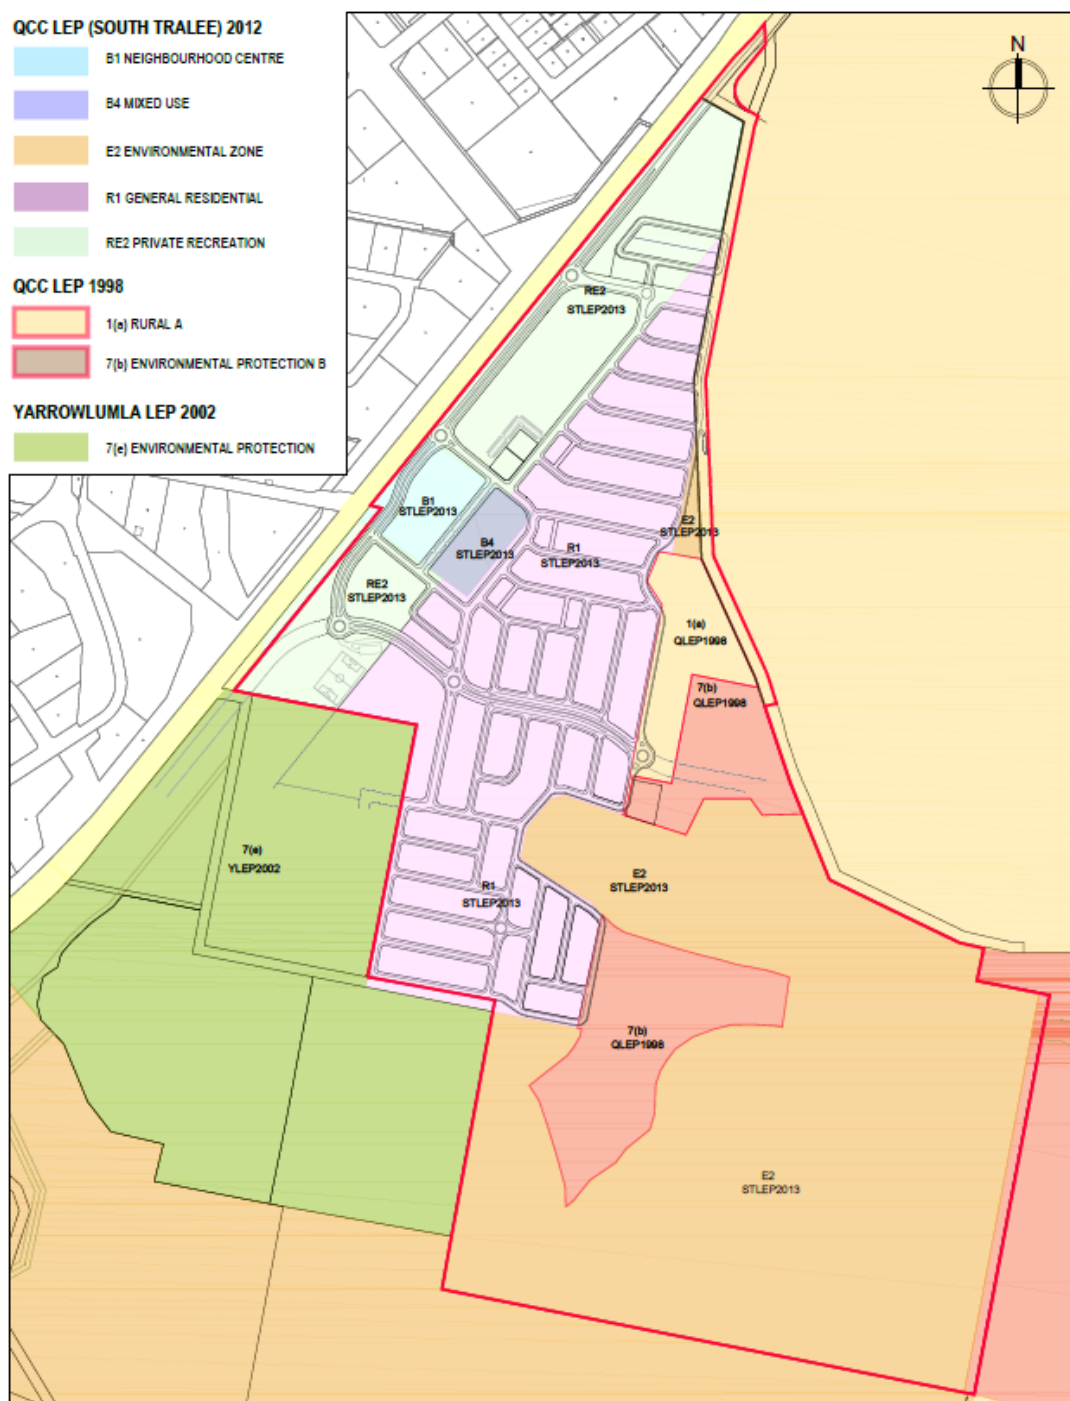 QCC LEP (SOUTH TRALEE) 2012
B1 NEIGHBOURHOOD CENTRE
B4 MIXED USE
E2 ENVIRONMENTAL ZONE
R1 GENERAL RESIDENTIAL
RE2 PRIVATE RECREATION
QCC LEP 1998
1(a) RURAL A
7(b) ENVIRONMENTAL PROTECTION B
YARROWLUMLA LEP 2002
7(e) ENVIRONMENTAL PROTECTION
N
RE2
STLEP2013
B1
STLEP2013
B4
STLEP2013
R1
STLEP2013
E2
STLEP2013
RE2
STLEP2013
1(a)
QLEP1998
7(b)
QLEP1998
7(e)
YLEP2002
E2
STLEP2013
R1
STLEP2013
7(b)
QLEP1998
E2
STLEP2013